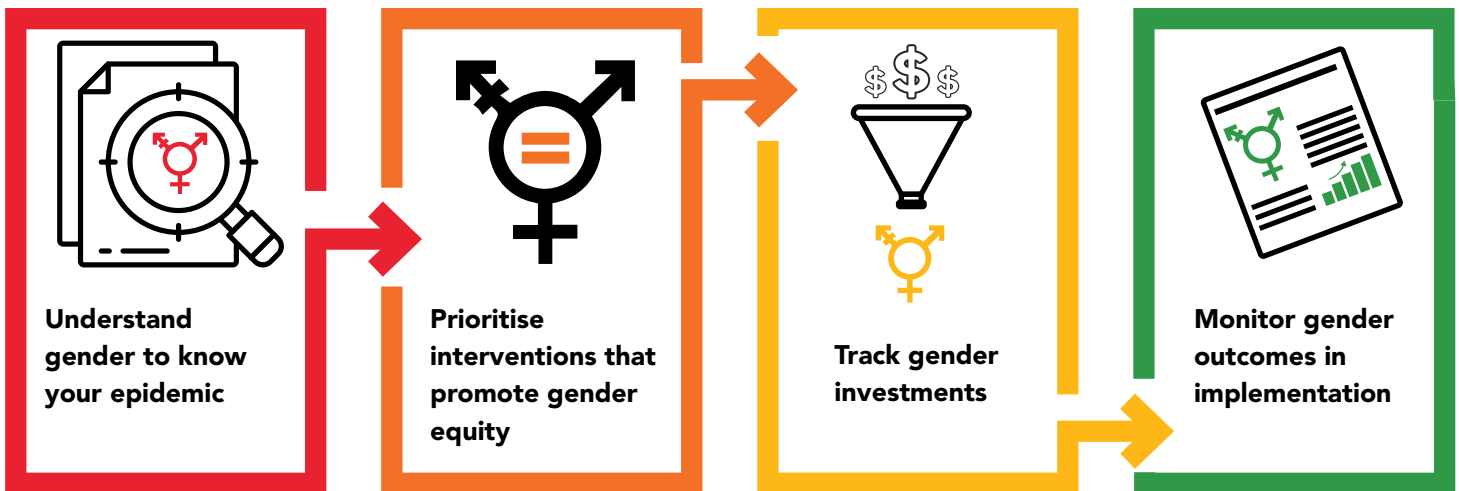 Understand
gender to know
your epidemic
Prioritise
interventions that
promote gender
equity
Track gender
investments
Monitor gender
outcomes in
implementation